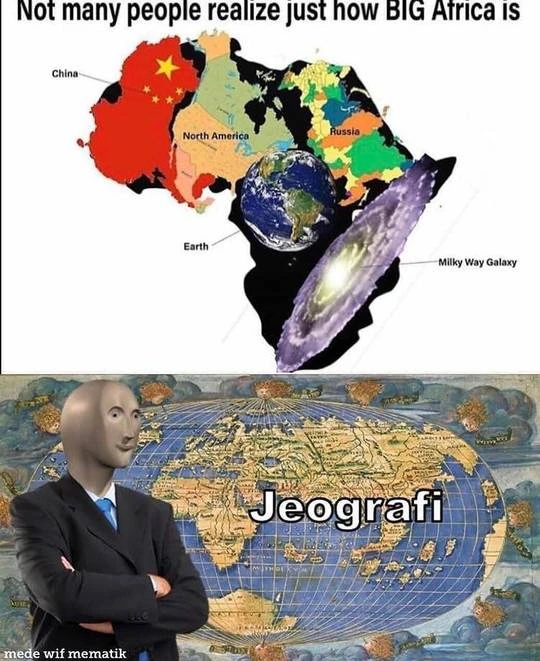 Not many people realize just how BIG Africa is
China
North America
Russia
Earth
Milky Way Galaxy
Jeografi
mede wif mematik